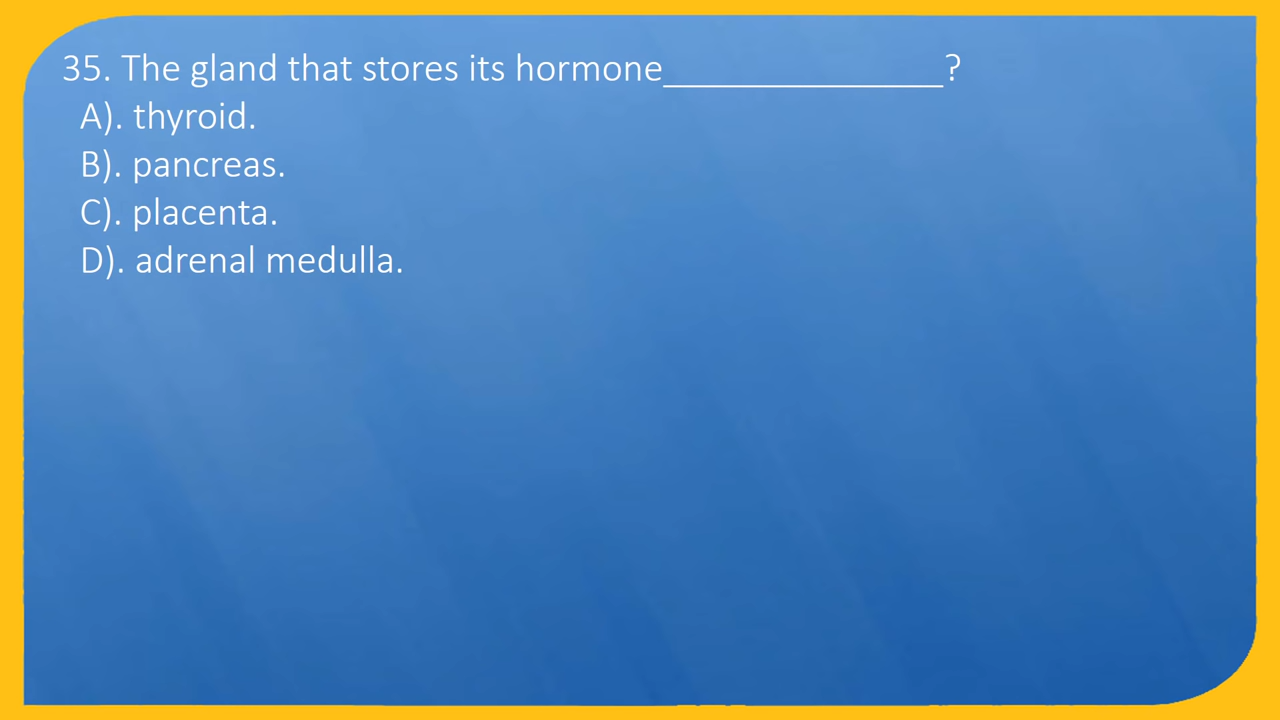 35. The gland that stores its hormone_______________?
A). thyroid.
B). pancreas.
C). placenta.
D). adrenal medulla.